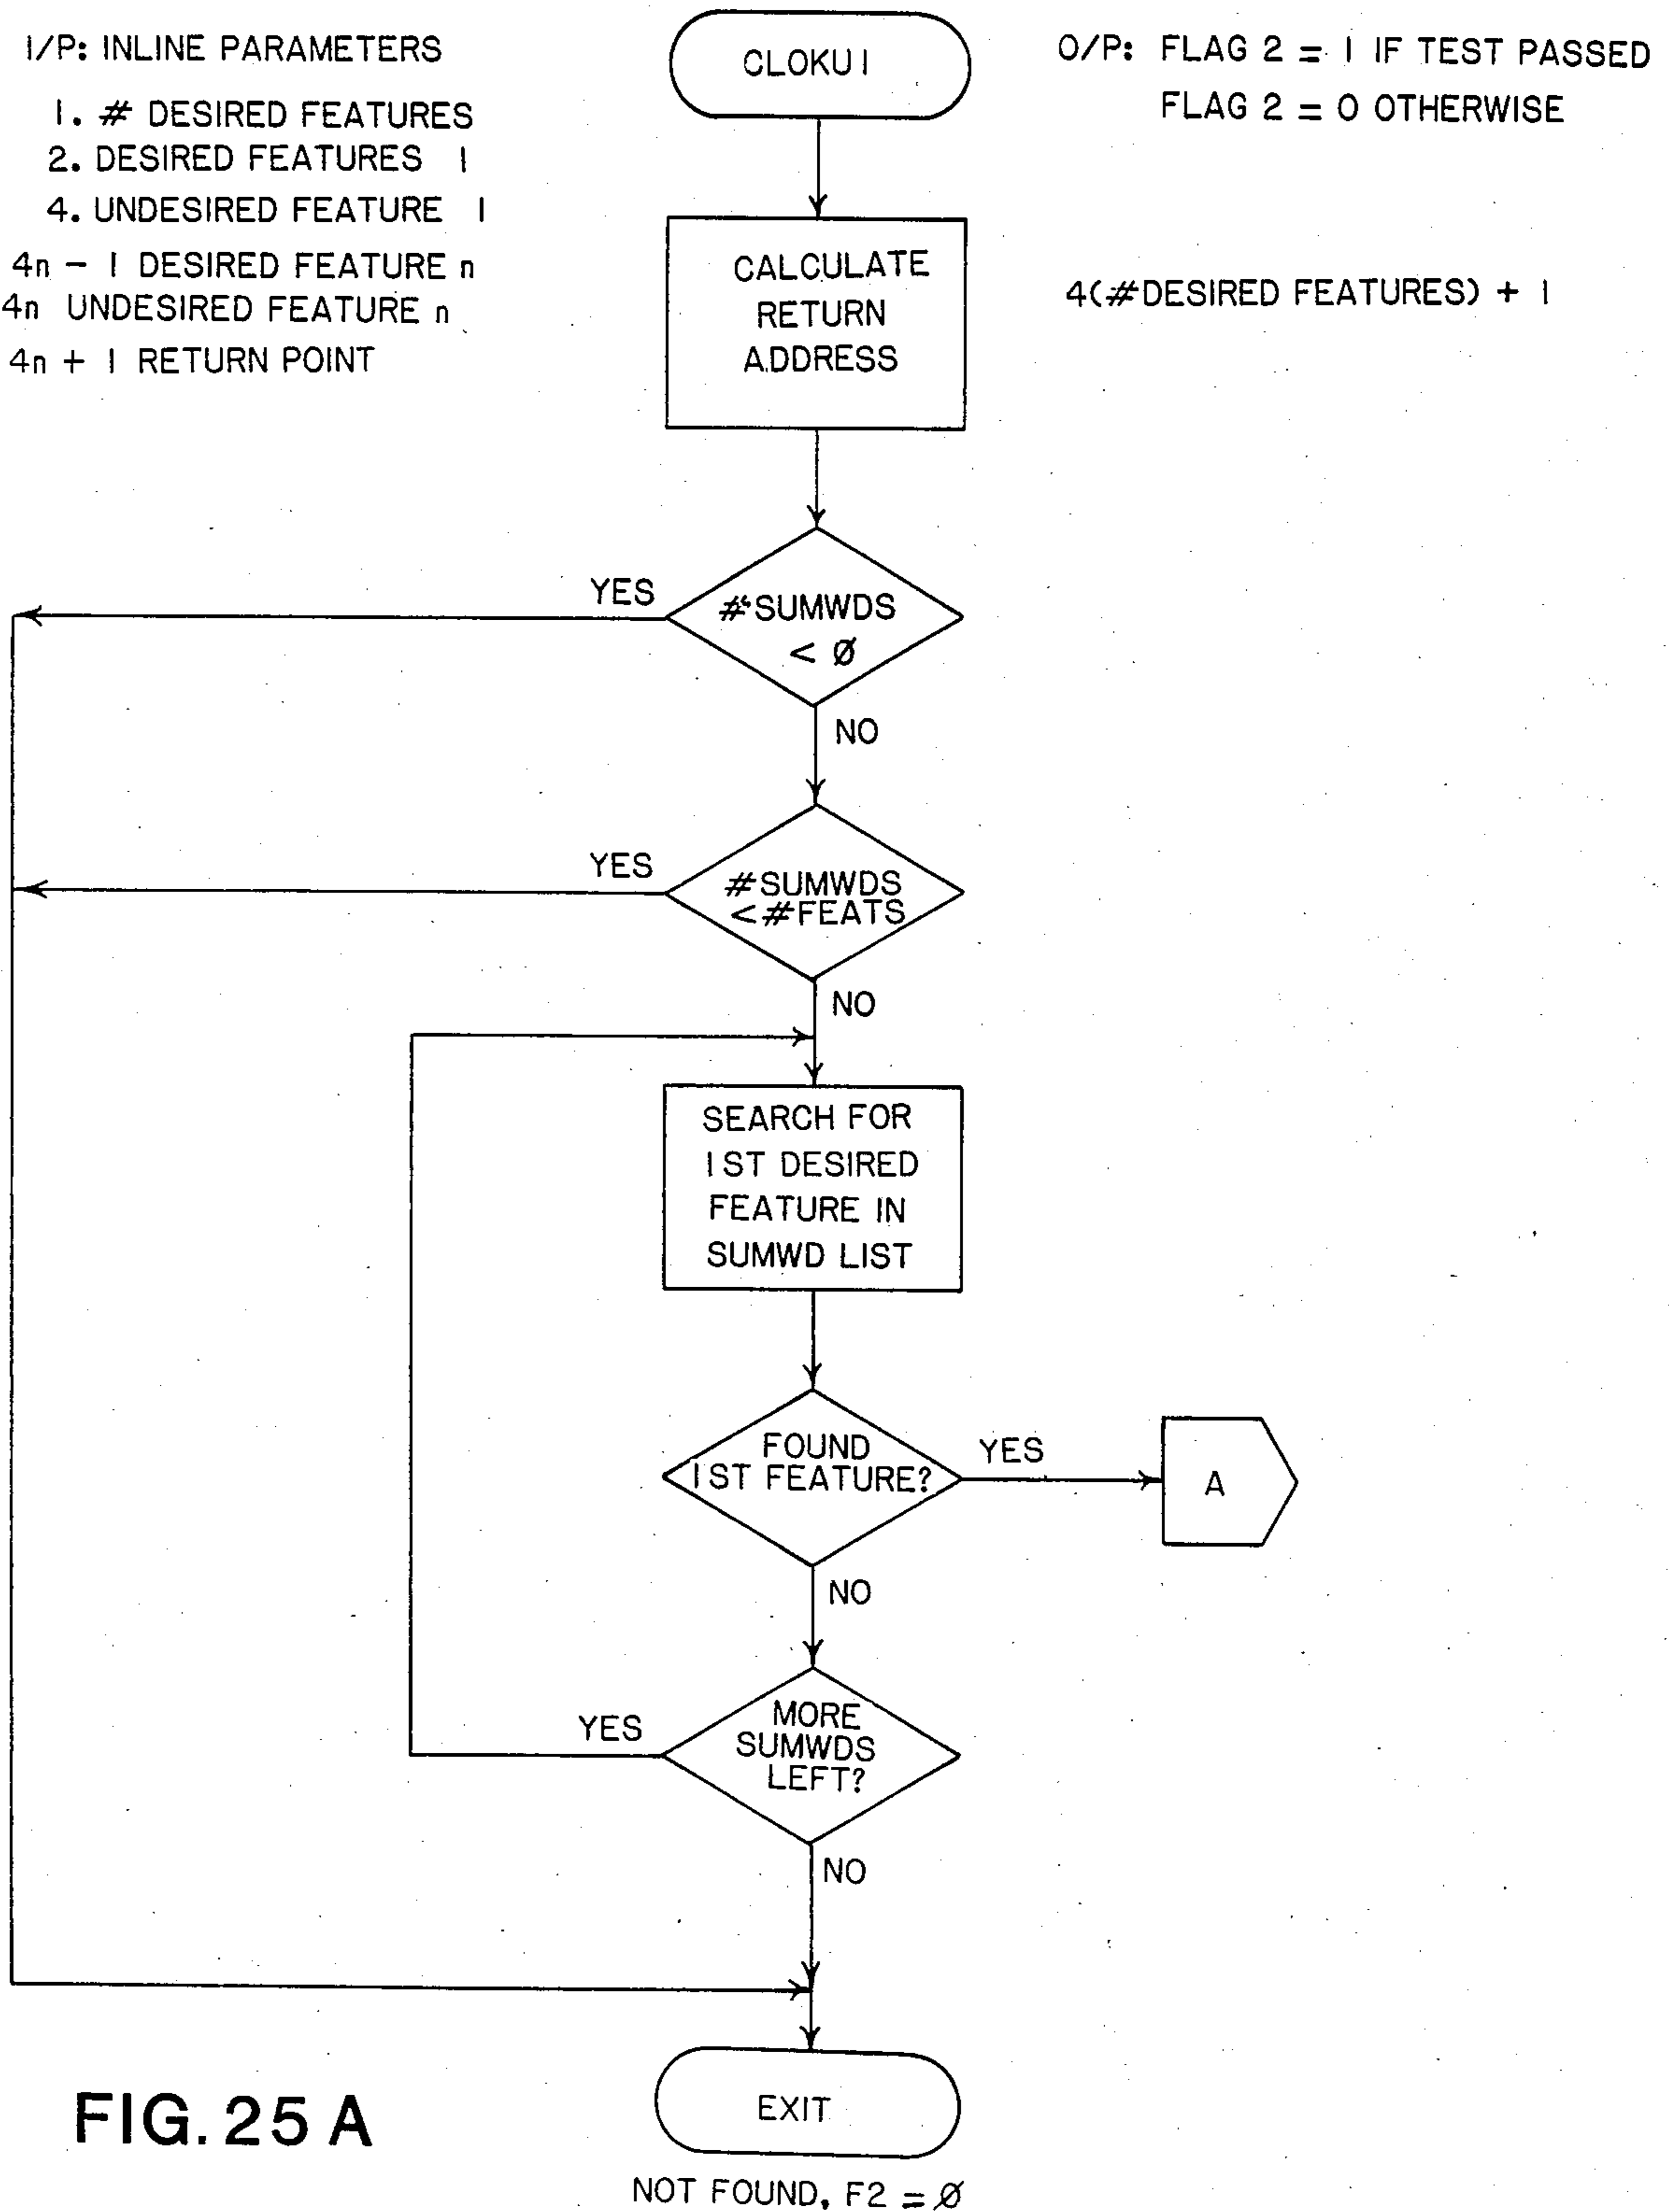 I/P: INLINE PARAMETERS
1. # DESIRED FEATURES
2. DESIRED FEATURES 1
4. UNDESIRED FEATURE 1
4n - 1 DESIRED FEATURE n
4n UNDESIRED FEATURE n
4n + 1 RETURN POINT
CLOKU1
O/P: FLAG 2 = 1 IF TEST PASSED
FLAG 2 = 0 OTHERWISE
CALCULATE
RETURN
ADDRESS
4(#DESIRED FEATURES) + 1
#SUMWDS
< Ø
YES
NO
#SUMWDS
<#FEATS
YES
NO
SEARCH FOR
1ST DESIRED
FEATURE IN
SUMWD LIST
FOUND
1ST FEATURE?
YES
A
NO
MORE
SUMWDS
LEFT?
YES
NO
EXIT
NOT FOUND, F2 = Ø
FIG. 25 A